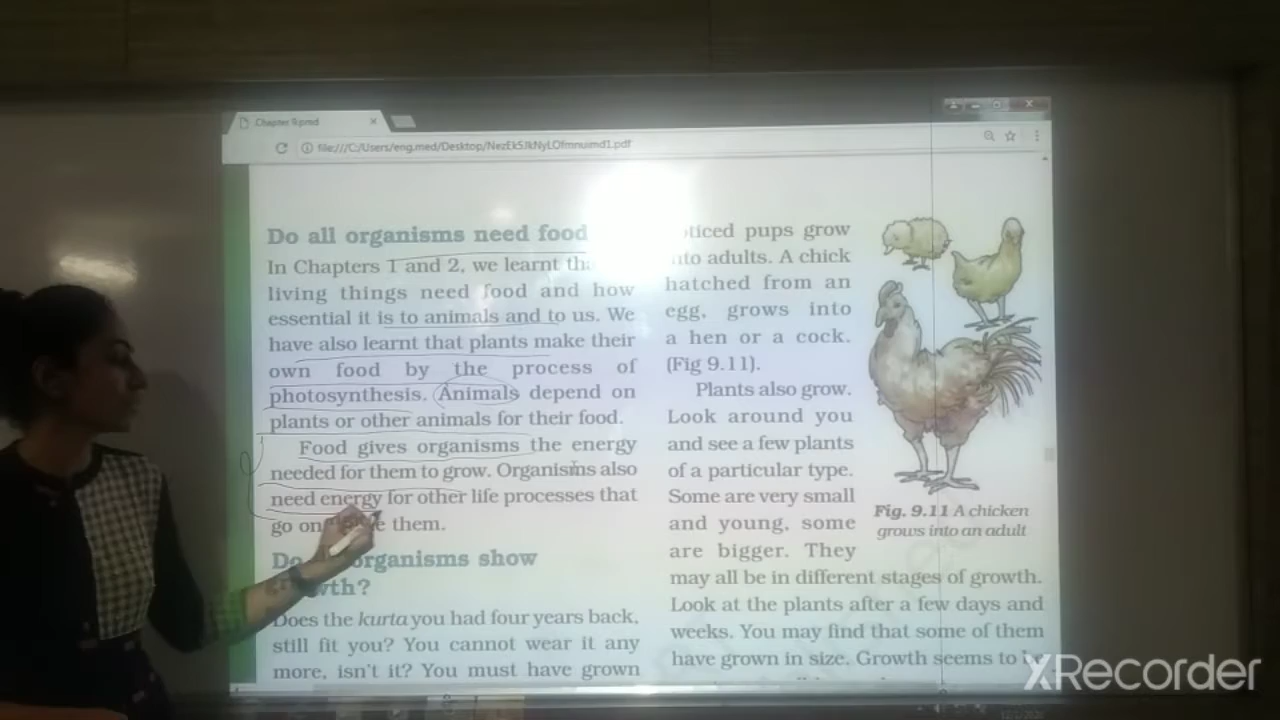 Chapter 9.pmd
file:///C:/Users/eng.med/Desktop/NezEkSJkNyLOfmnuimd1.pdf
Do all organisms need food
In Chapters 1 and 2, we learnt
living things need food and how
essential it is to animals and to us. We
have also learnt that plants make their
own food by the process of
photosynthesis. Animals depend on
plants or other animals for their food.
Food gives organisms the energy
needed for them to grow. Organisms also
need energy for other life processes that
go on them.
organisms show
Does the kurta you had four years back,
still fit you? You cannot wear it any
more, isn't it? You must have grown
pups grow
adults. A chick
hatched from an
egg, grows into
a hen or a cock.
(Fig 9.11).
Plants also grow.
Look around you
and see a few plants
of a particular type.
Some are very small
and young, some
are bigger. They
may all be in different stages of growth.
Look at the plants after a few days and
weeks. You may find that some of them
have grown in size. Growth seems to
Fig. 9.11 A chicken
grows into an adult
XRecorder